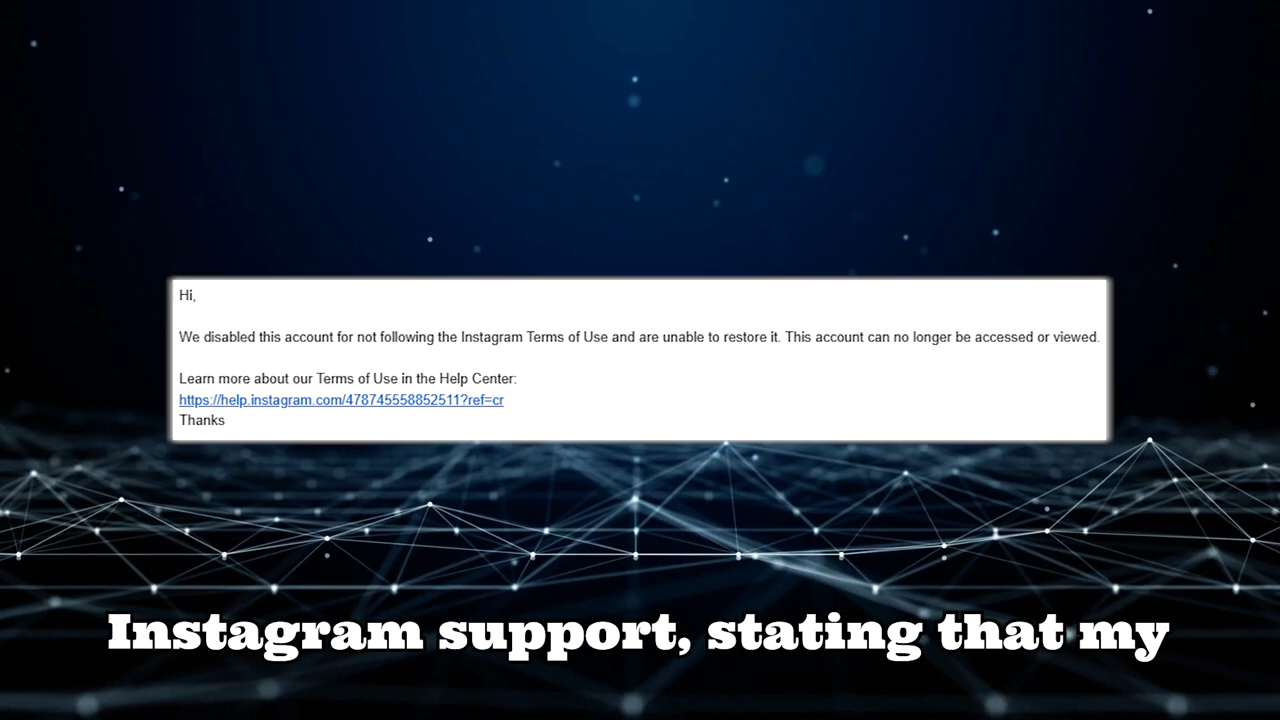 Hi,
We disabled this account for not following the Instagram Terms of Use and are unable to restore it. This account can no longer be accessed or viewed.
Learn more about our Terms of Use in the Help Center:
https://help.instagram.com/478745558852511?ref=cr
Thanks
Instagram support, stating that my